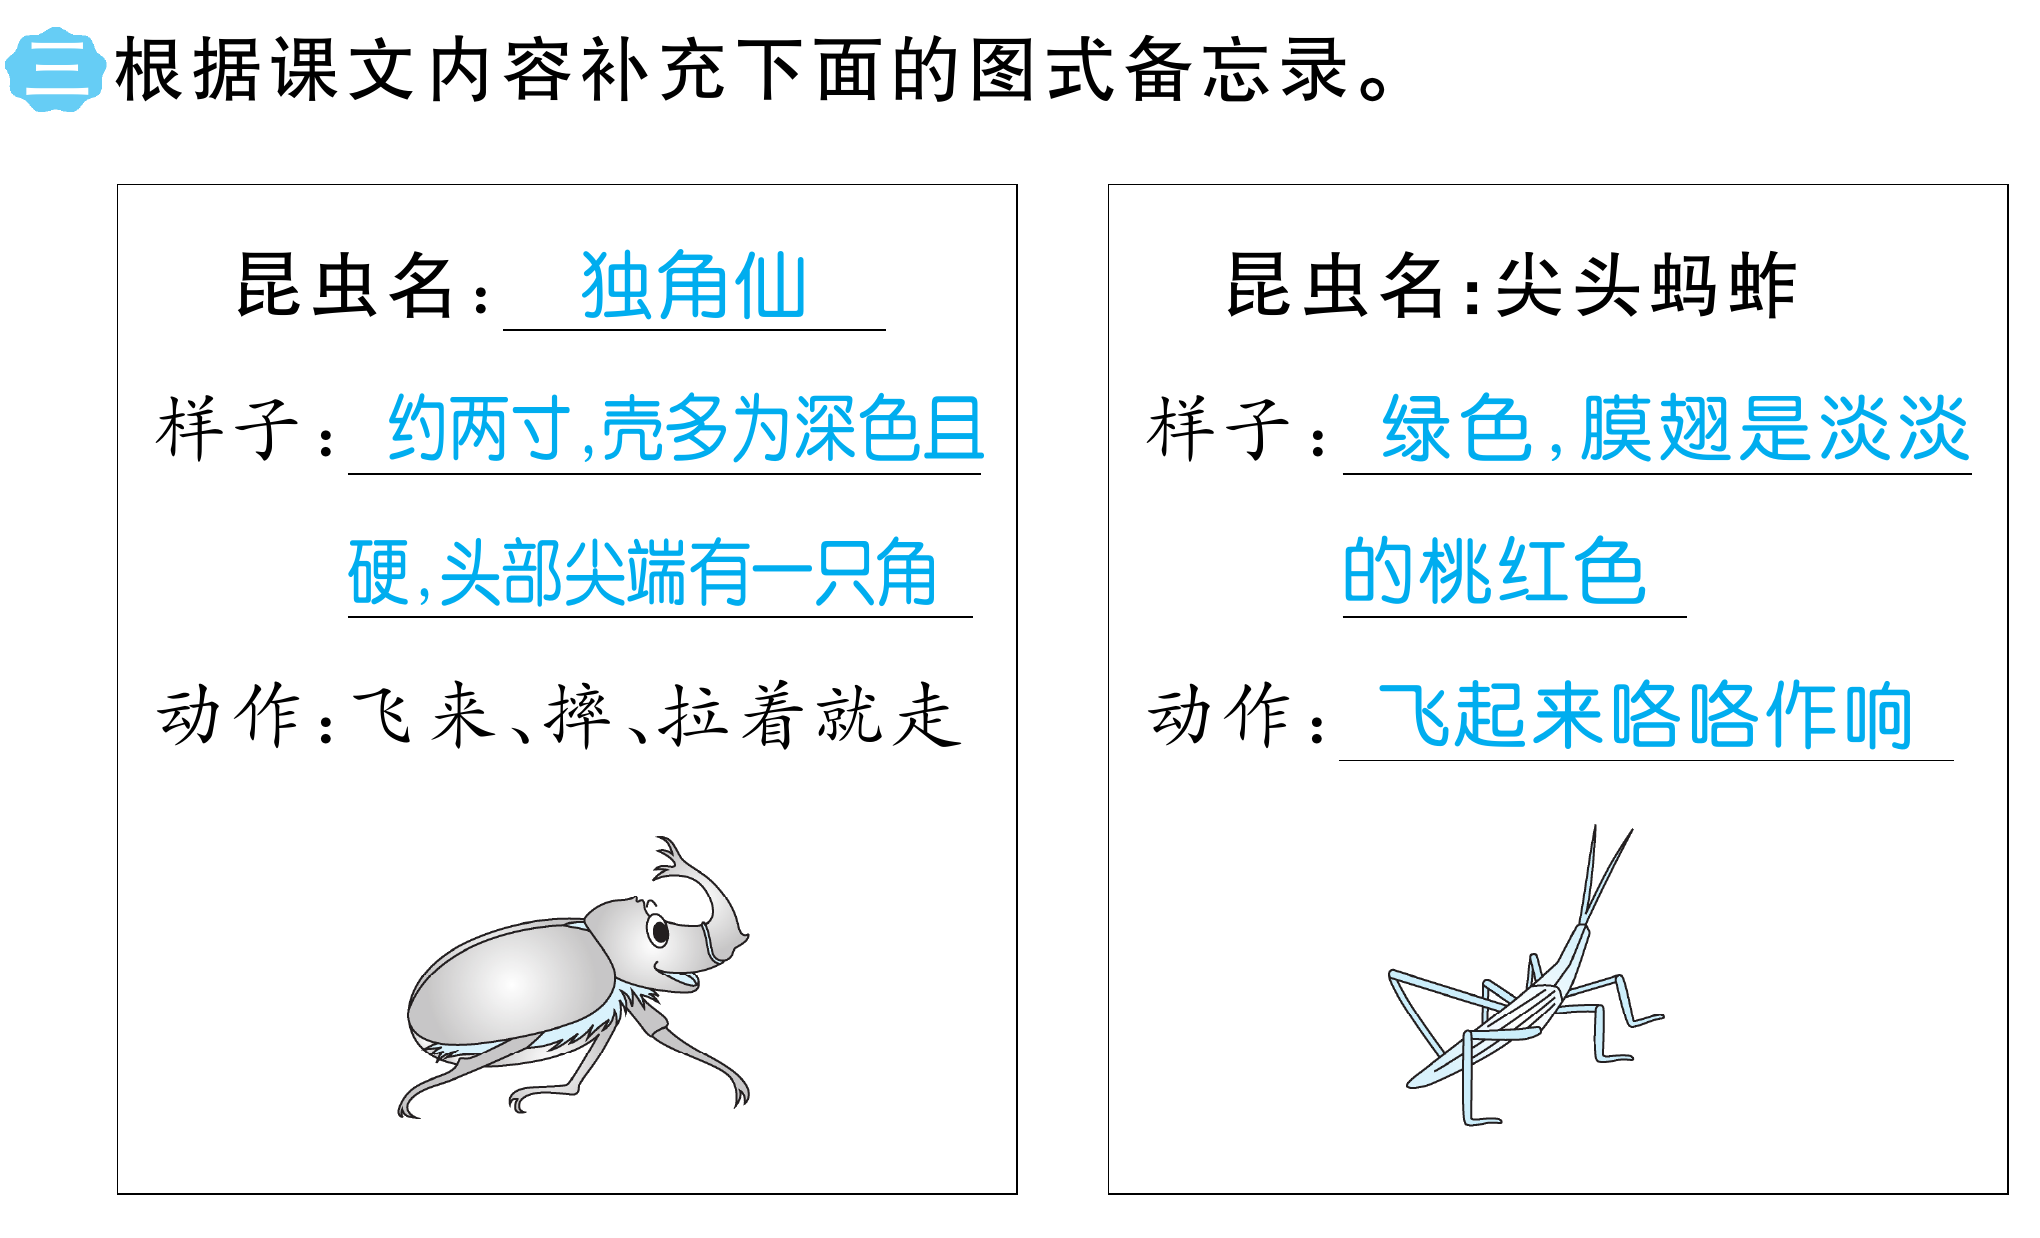 三 根据课文内容补充下面的图式备忘录。
昆虫名：独角仙
样子：约两寸，壳多为深色且
硬，头部尖端有一只角
动作：飞来、摔、拉着就走
昆虫名：尖头蚂蚱
样子：绿色，膜翅是淡淡
的桃红色
动作：飞起来咯咯作响